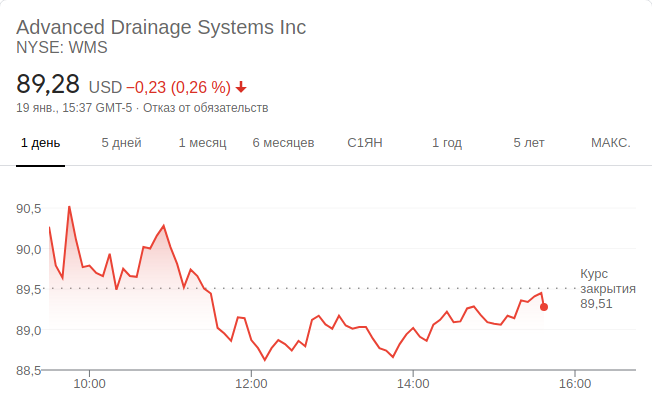 Advanced Drainage Systems Inc
NYSE: WMS
89,28 USD −0,23 (0,26 %)
19 янв., 15:37 GMT-5 · Отказ от обязательств
1 день 5 дней 1 месяц 6 месяцев С1ЯН 1 год 5 лет МАКС.
90,5
90,0
89,5
89,0
88,5
Курс
закрытия
89,51
10:00 12:00 14:00 16:00